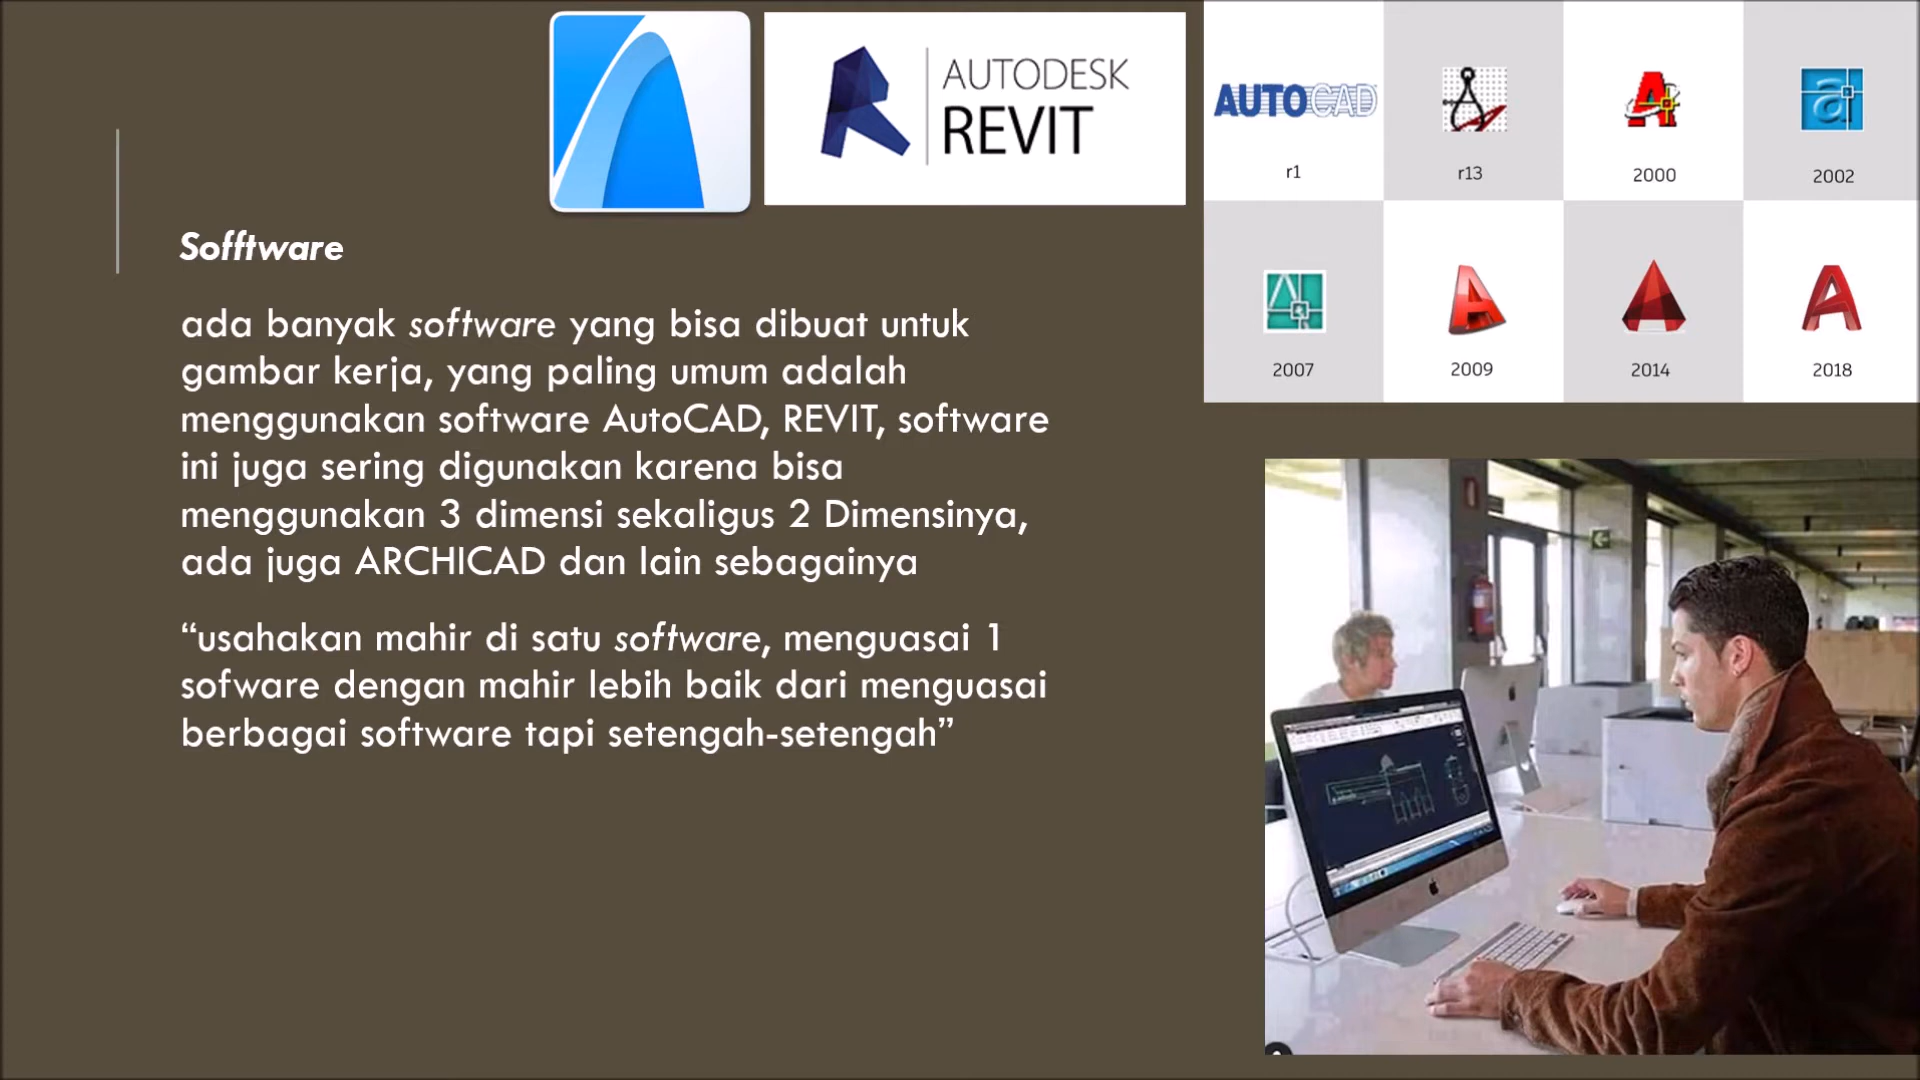 AUTODESK
REVIT
AUTOCAD
r1
r13
2000
2002
2007
2009
2014
2018
Sofftware
ada banyak software yang bisa dibuat untuk
gambar kerja, yang paling umum adalah
menggunakan software AutoCAD, REVIT, software
ini juga sering digunakan karena bisa
menggunakan 3 dimensi sekaligus 2 Dimensinya,
ada juga ARCHICAD dan lain sebagainya
“usahakan mahir di satu software, menguasai 1
sofware dengan mahir lebih baik dari menguasai
berbagai software tapi setengah-setengah”